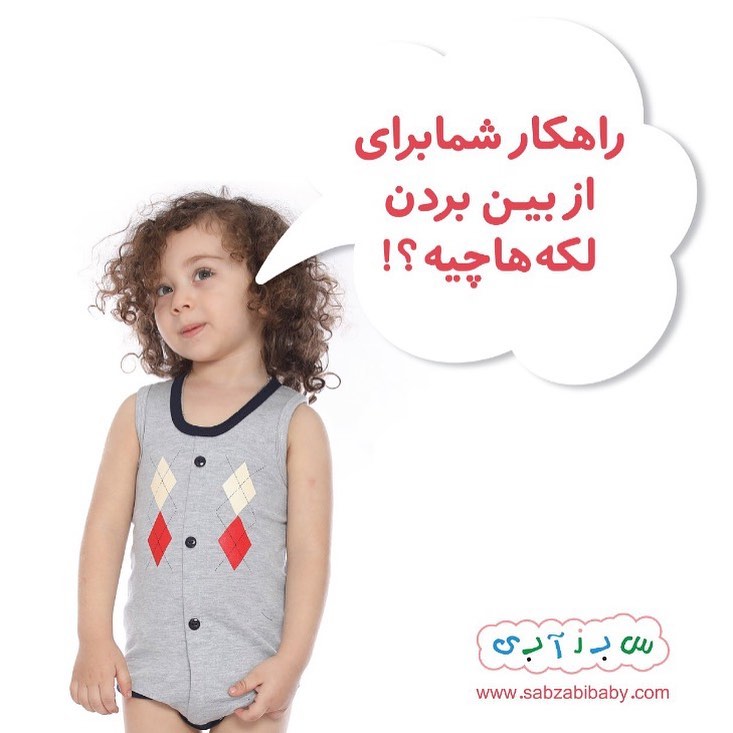 راهکار شمابرای
از بین بردن
لکه‌هاچیه؟!
سبزآبی
www.sabzabibaby.com